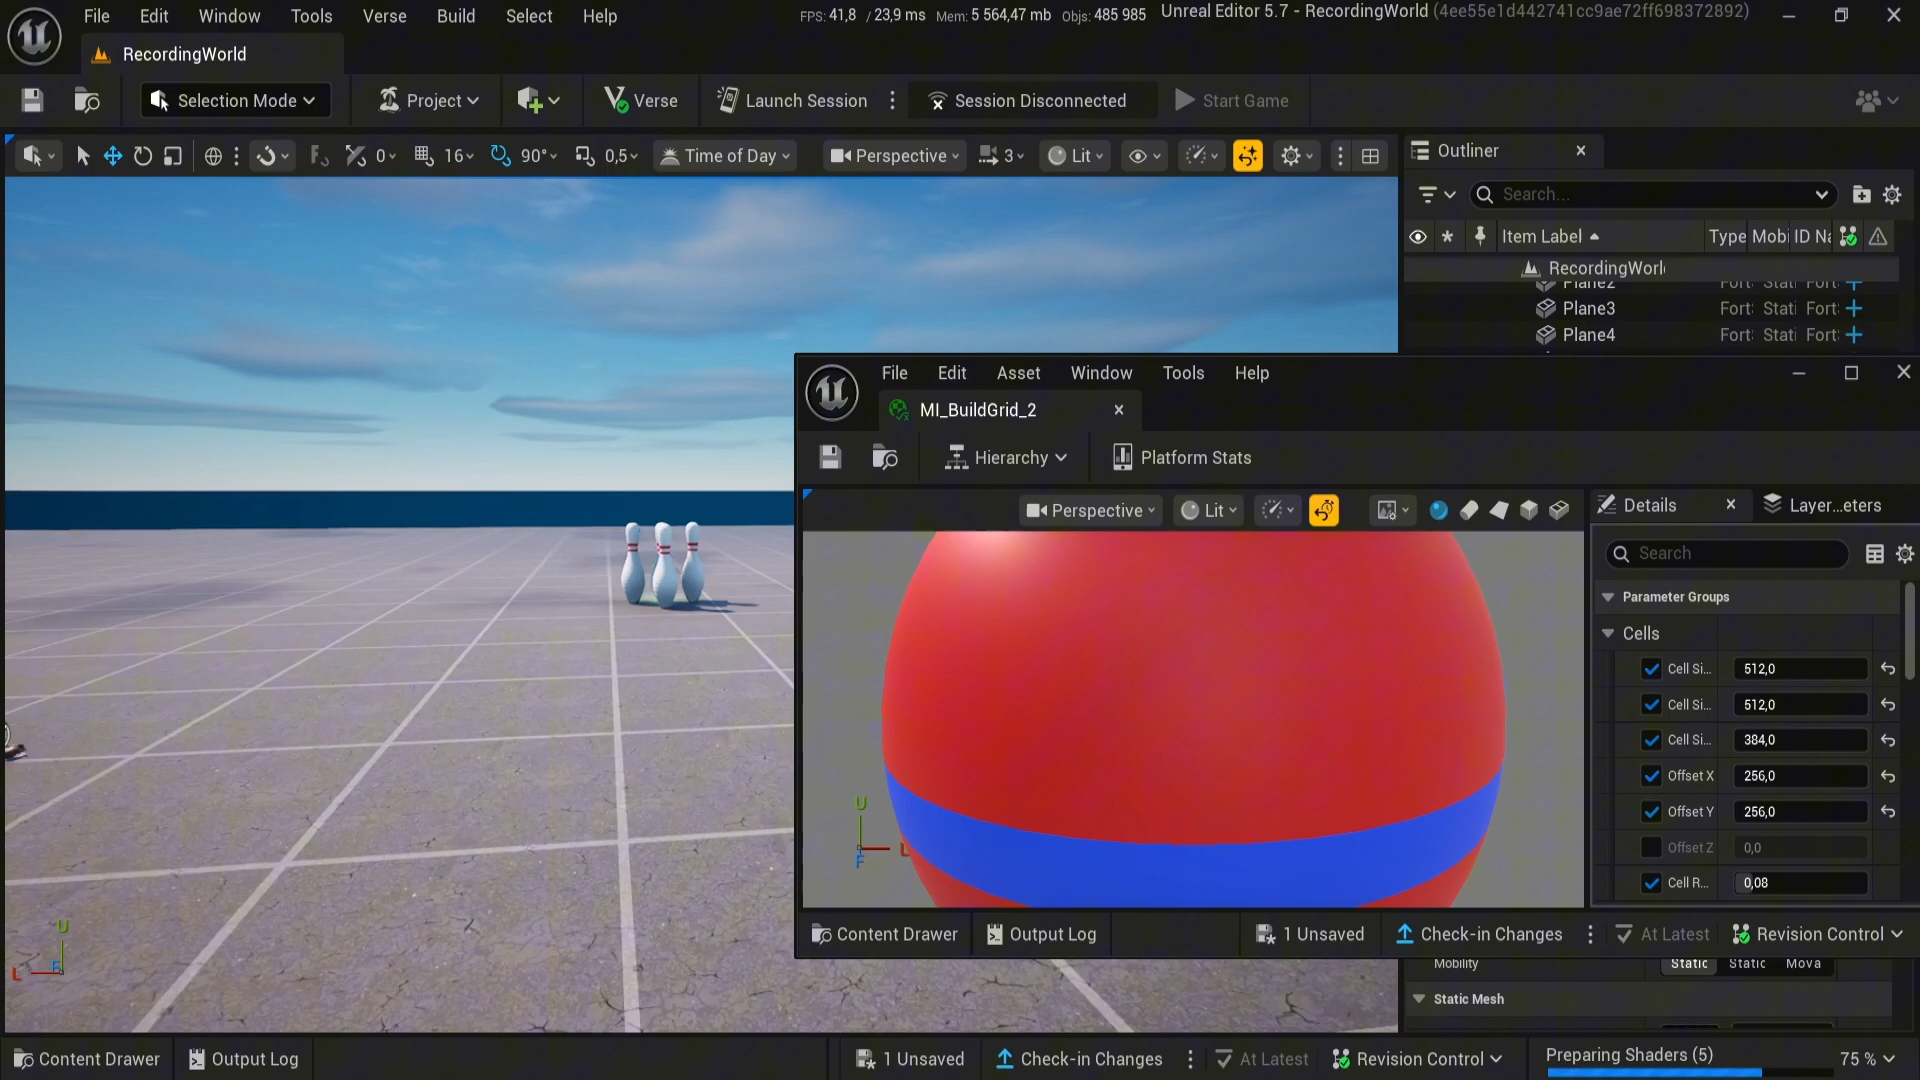 File Edit Window Tools Verse Build Select Help
FPS: 41,8 / 23,9 ms Mem: 5 564,47 mb Objs: 485 985
Unreal Editor 5.7 - RecordingWorld (4ee55e1d442741cc9ae72ff698372892)
RecordingWorld
Selection Mode Project Verse Launch Session Session Disconnected Start Game
0 16 90° 0,5 Time of Day Perspective 3 Lit
Outliner
Search...
Item Label Type Mobi ID Na
RecordingWorl
Plane2 Fort Stati Fort
Plane3 Fort Stati Fort
Plane4 Fort Stati Fort
File Edit Asset Window Tools Help
MI_BuildGrid_2
Hierarchy Platform Stats
Perspective Lit
Details Layer...eters
Search
Parameter Groups
Cells
Cell Si... 512,0
Cell Si... 512,0
Cell Si... 384,0
Offset X 256,0
Offset Y 256,0
Offset Z 0,0
Cell R... 0,08
U
L
F
Content Drawer Output Log 1 Unsaved Check-in Changes At Latest Revision Control
Mobility Static Static Mova
Static Mesh
U
L
F
Content Drawer Output Log 1 Unsaved Check-in Changes At Latest Revision Control Preparing Shaders (5) 75 %